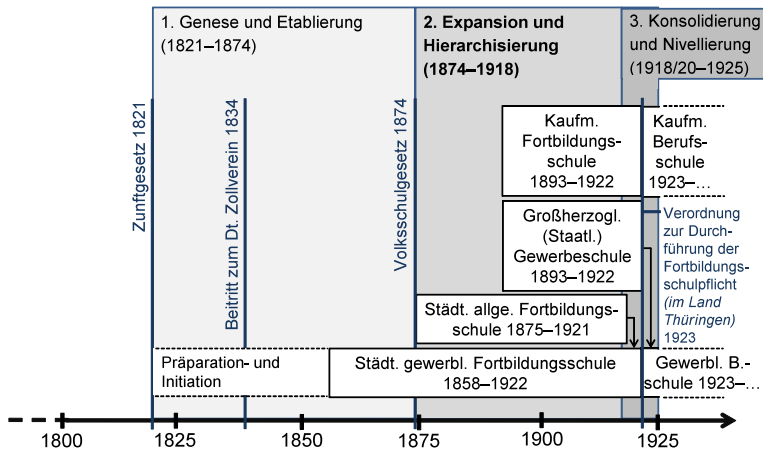 1. Genese und Etablierung
(1821–1874)
2. Expansion und
Hierarchisierung
(1874–1918)
3. Konsolidierung
und Nivellierung
(1918/20–1925)
Zunftgesetz 1821
Beitritt zum Dt. Zollverein 1834
Volksschulgesetz 1874
Kaufm.
Fortbildungs-
schule
1893–1922
Kaufm.
Berufs-
schule
1923–...
Großherzogl.
(Staatl.)
Gewerbeschule
1893–1922
Verordnung
zur Durch-
führung der
Fortbildungs-
schulpflicht
(im Land
Thüringen)
1923
Städt. allge. Fortbildungs-
schule 1875–1921
Präparation- und
Initiation
Städt. gewerbl. Fortbildungsschule
1858–1922
Gewerbl. B.-
schule 1923–...
1800
1825
1850
1875
1900
1925